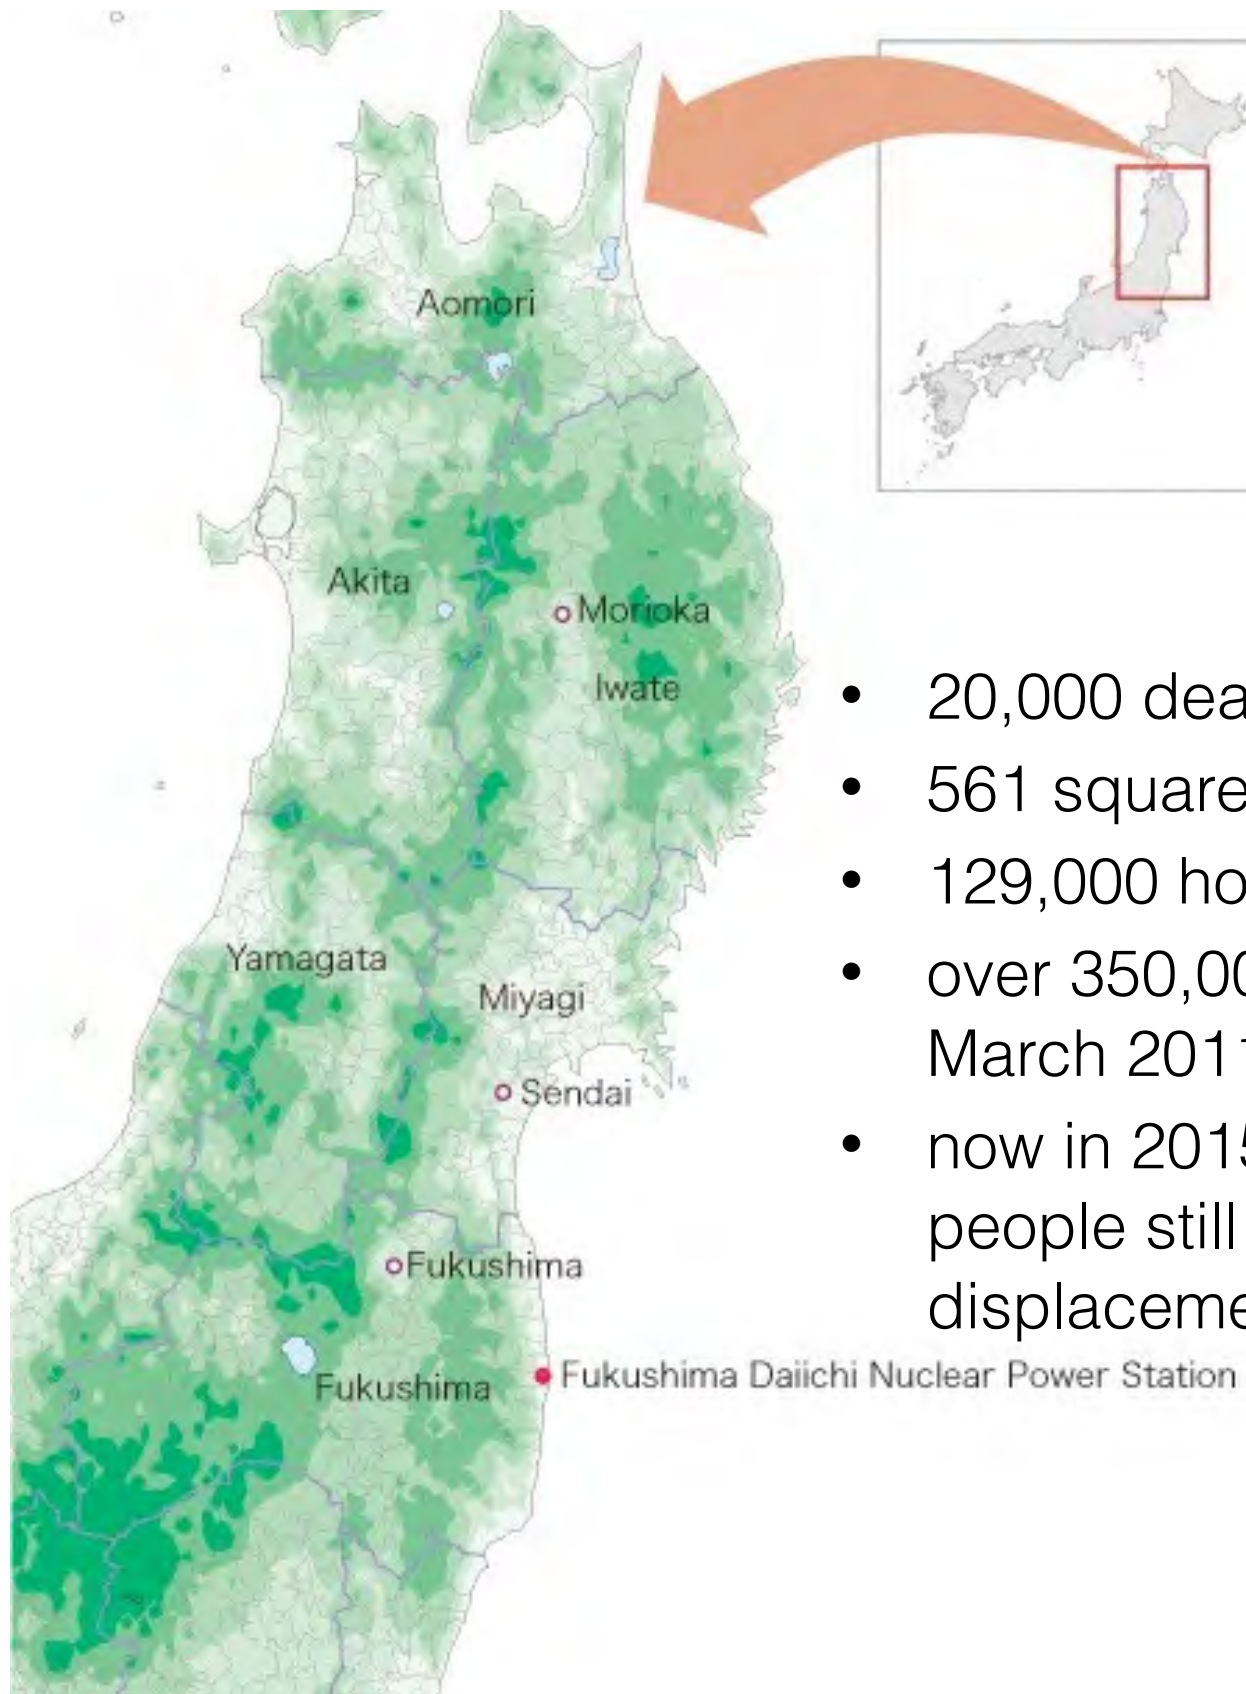 Aomori
Akita
Morioka
Iwate
Yamagata
Miyagi
Sendai
Fukushima
Fukushima
Fukushima Daiichi Nuclear Power Station
• 20,000 dea
• 561 square
• 129,000 ho
• over 350,00
March 2011
• now in 2015
people still
displaceme